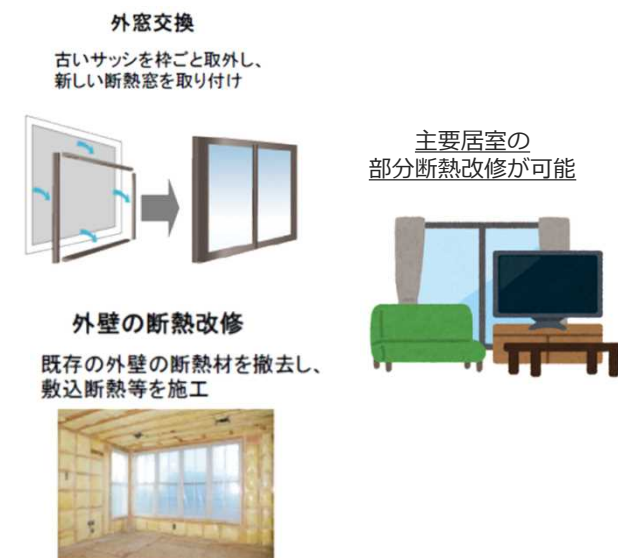 外窓交換
古いサッシを枠ごと取外し、
新しい断熱窓を取り付け
主要居室の
部分断熱改修が可能
外壁の断熱改修
既存の外壁の断熱材を撤去し、
敷込断熱等を施工